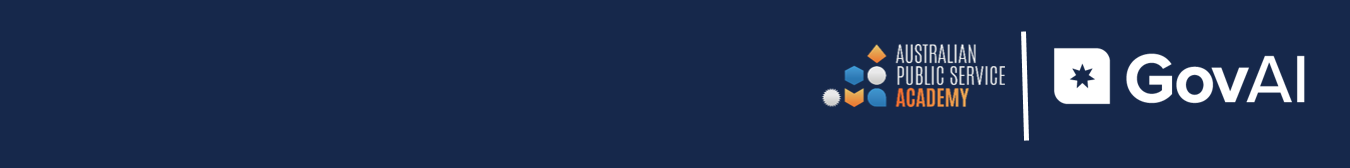 AUSTRALIAN
PUBLIC SERVICE
ACADEMY
GovAI